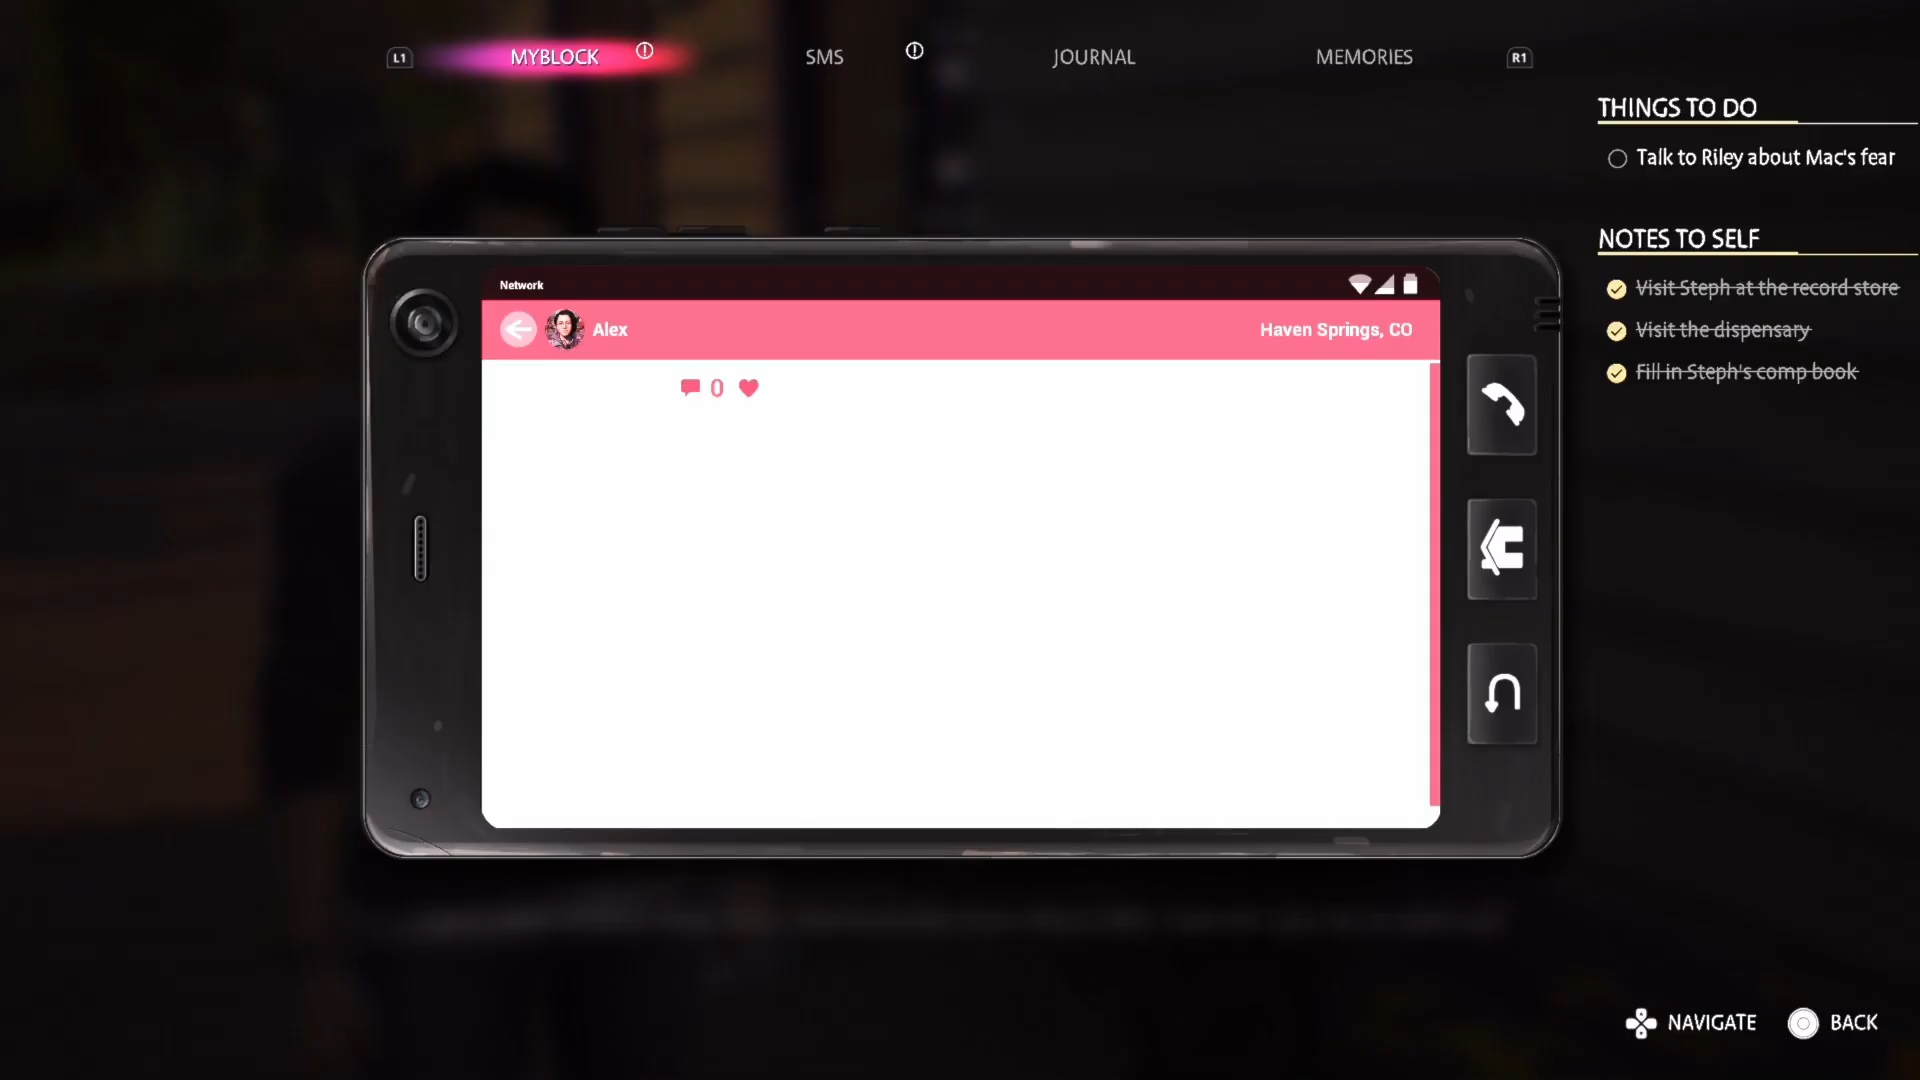 L1
MYBLOCK
SMS
JOURNAL
MEMORIES
R1
THINGS TO DO
Talk to Riley about Mac's fear
NOTES TO SELF
Visit Steph at the record store
Visit the dispensary
Fill in Steph's comp book
Network
Alex
Haven Springs, CO
0
NAVIGATE
BACK